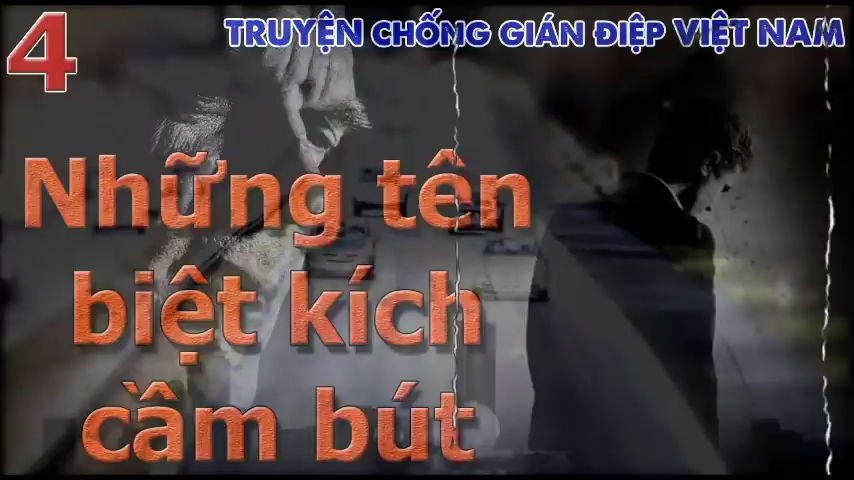 4
TRUYỆN CHỐNG GIÁN ĐIỆP VIỆT NAM
Những tên
biệt kích
cầm bút